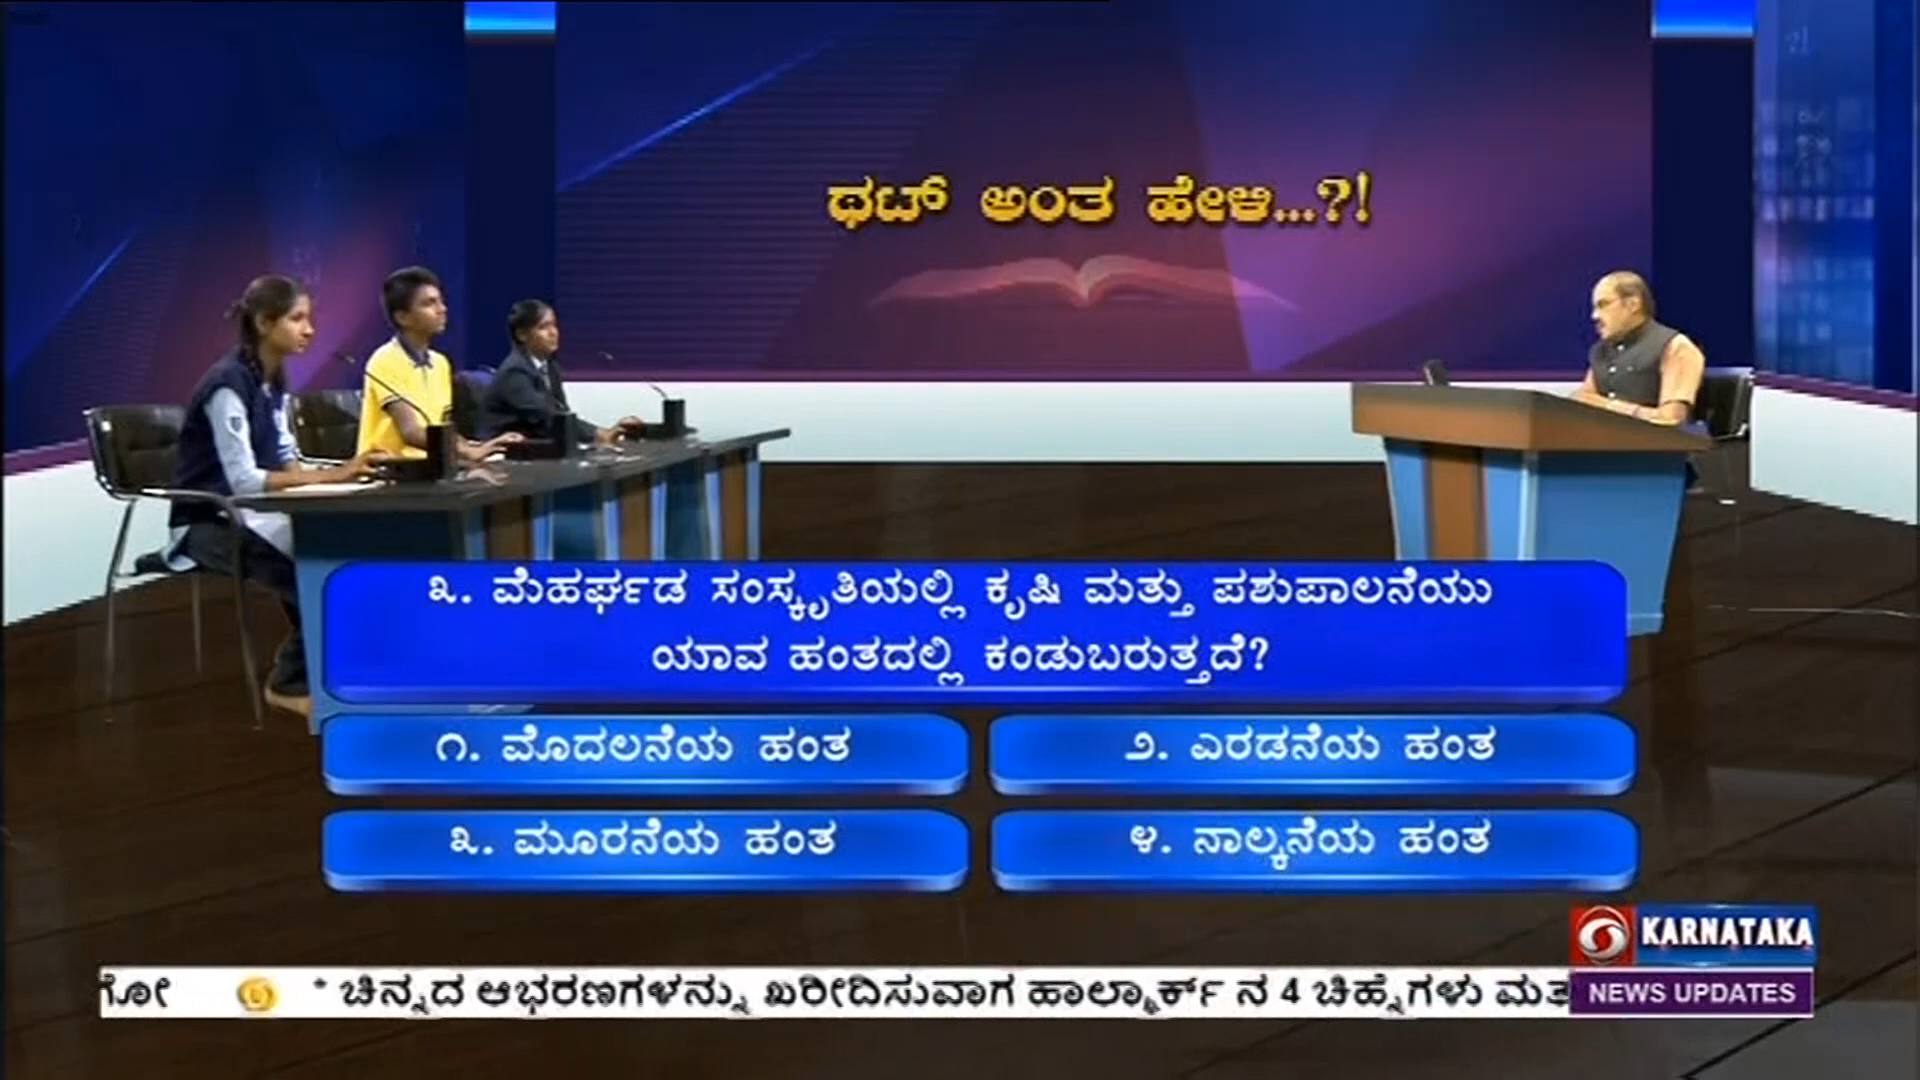 ಥಟ್ ಅಂತ ಹೇಳಿ...?!
೩. ಮೆಹರ್ಘಡ ಸಂಸ್ಕೃತಿಯಲ್ಲಿ ಕೃಷಿ ಮತ್ತು ಪಶುಪಾಲನೆಯು
ಯಾವ ಹಂತದಲ್ಲಿ ಕಂಡುಬರುತ್ತದೆ?
೧. ಮೊದಲನೆಯ ಹಂತ
೨. ಎರಡನೆಯ ಹಂತ
೩. ಮೂರನೆಯ ಹಂತ
೪. ನಾಲ್ಕನೆಯ ಹಂತ
KARNATAKA
* ಚಿನ್ನದ ಆಭರಣಗಳನ್ನು ಖರೀದಿಸುವಾಗ ಹಾಲ್ಮಾರ್ಕ್ ನ 4 ಚಿಹ್ನೆಗಳು
NEWS UPDATES